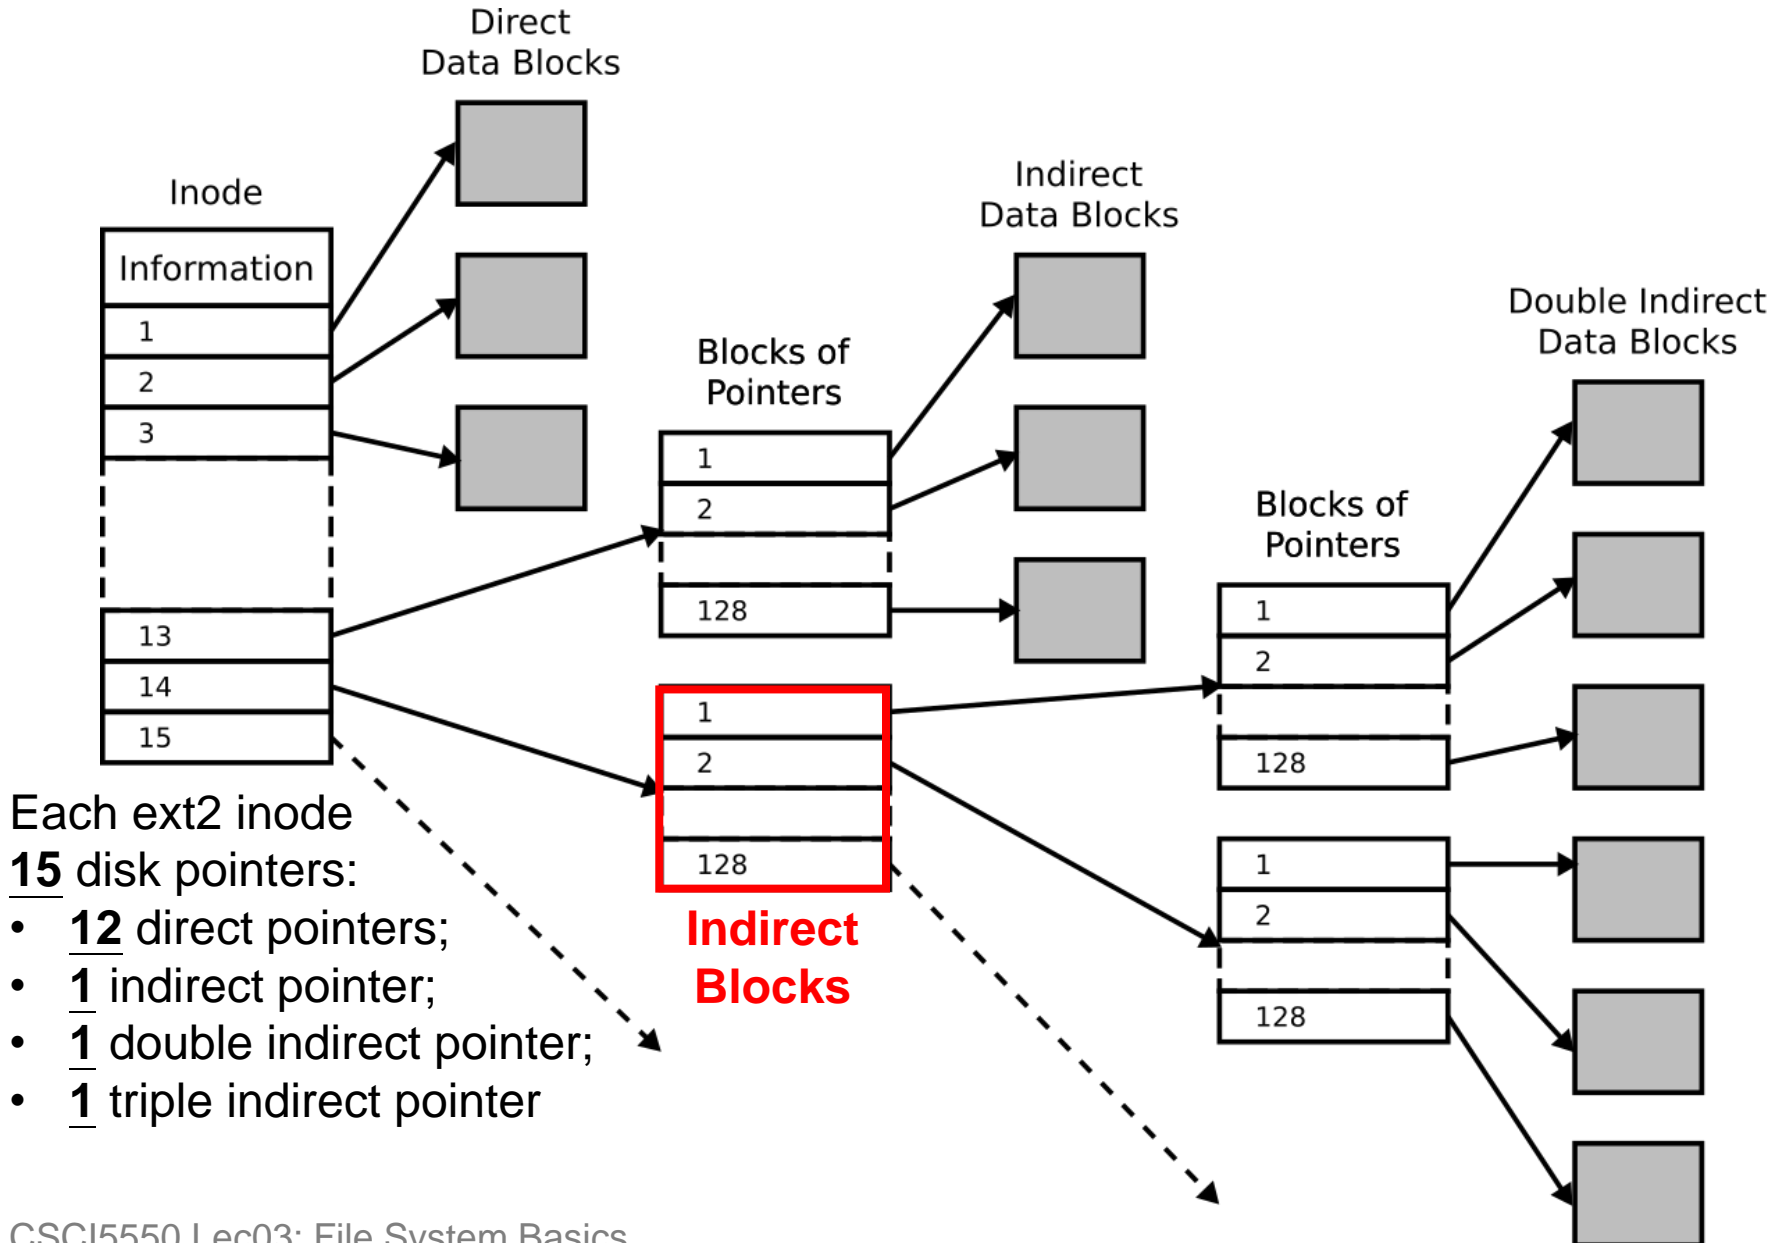 Direct
Data Blocks
Inode
Information
1
2
3
13
14
15
Blocks of
Pointers
1
2
128
1
2
128
Indirect
Blocks
Indirect
Data Blocks
Blocks of
Pointers
1
2
128
1
2
128
Double Indirect
Data Blocks
Each ext2 inode
15 disk pointers:
• 12 direct pointers;
• 1 indirect pointer;
• 1 double indirect pointer;
• 1 triple indirect pointer
CSCI5550 Lec03: File System Basics